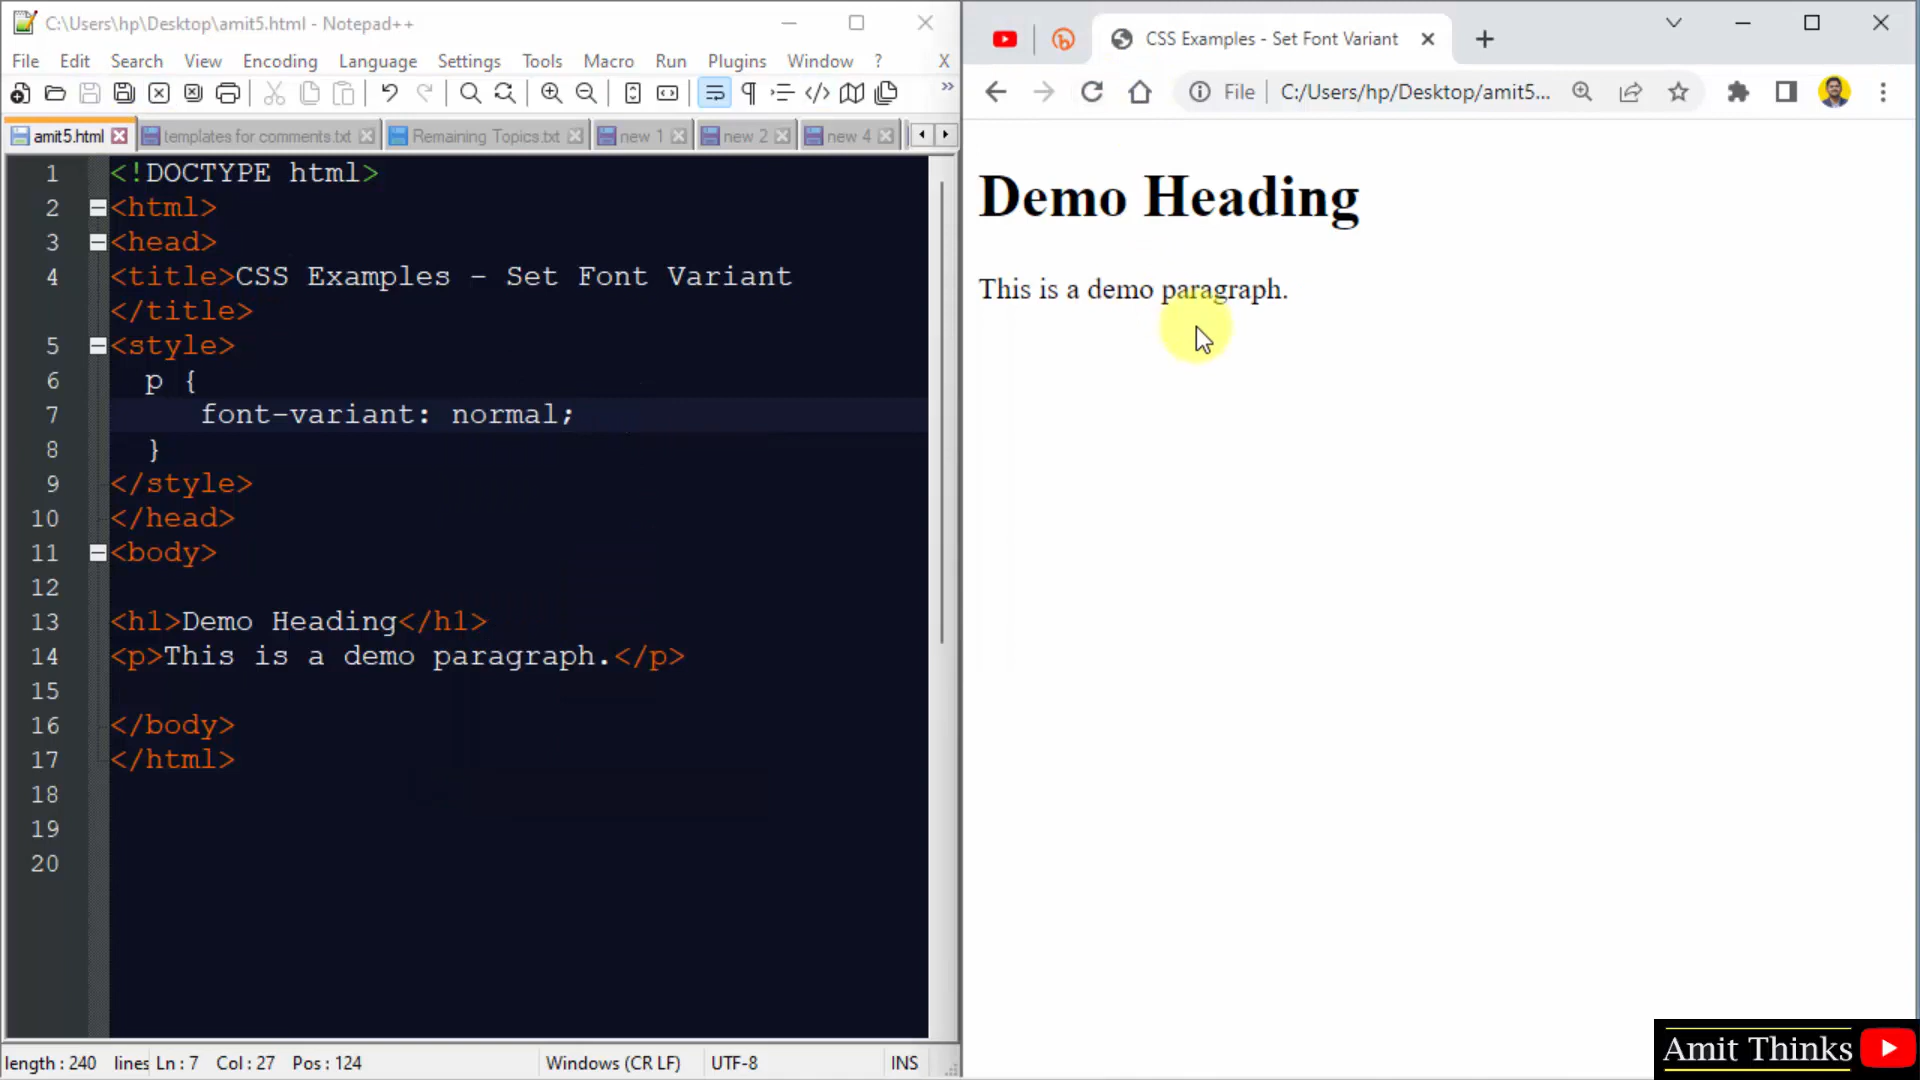 C:\Users\hp\Desktop\amit5.html - Notepad++
File Edit Search View Encoding Language Settings Tools Macro Run Plugins Window ? X
amit5.html templates for comments.txt Remaining Topics.txt new 1 new 2 new 4
1 <!DOCTYPE html>
2 <html>
3 <head>
4 <title>CSS Examples - Set Font Variant
</title>
5 <style>
6 p {
7 font-variant: normal;
8 }
9 </style>
10 </head>
11 <body>
12
13 <h1>Demo Heading</h1>
14 <p>This is a demo paragraph.</p>
15
16 </body>
17 </html>
18
19
20
length : 240 lines Ln : 7 Col : 27 Pos : 124 Windows (CR LF) UTF-8 INS
CSS Examples - Set Font Variant
File C:/Users/hp/Desktop/amit5...
Demo Heading
This is a demo paragraph.
Amit Thinks